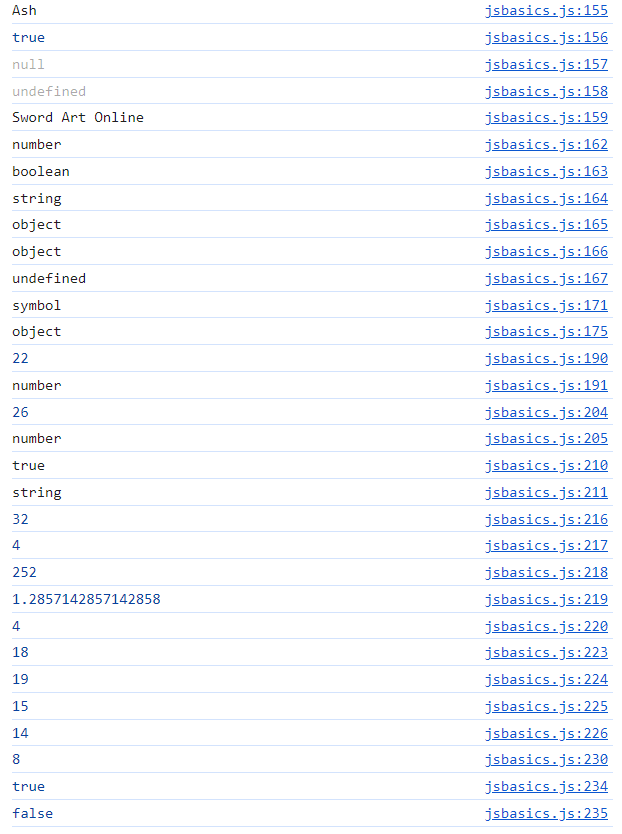 Ash jsbasics.js:155
true jsbasics.js:156
null jsbasics.js:157
undefined jsbasics.js:158
Sword Art Online jsbasics.js:159
number jsbasics.js:162
boolean jsbasics.js:163
string jsbasics.js:164
object jsbasics.js:165
object jsbasics.js:166
undefined jsbasics.js:167
symbol jsbasics.js:171
object jsbasics.js:175
22 jsbasics.js:190
number jsbasics.js:191
26 jsbasics.js:204
number jsbasics.js:205
true jsbasics.js:210
string jsbasics.js:211
32 jsbasics.js:216
4 jsbasics.js:217
252 jsbasics.js:218
1.2857142857142858 jsbasics.js:219
4 jsbasics.js:220
18 jsbasics.js:223
19 jsbasics.js:224
15 jsbasics.js:225
14 jsbasics.js:226
8 jsbasics.js:230
true jsbasics.js:234
false jsbasics.js:235